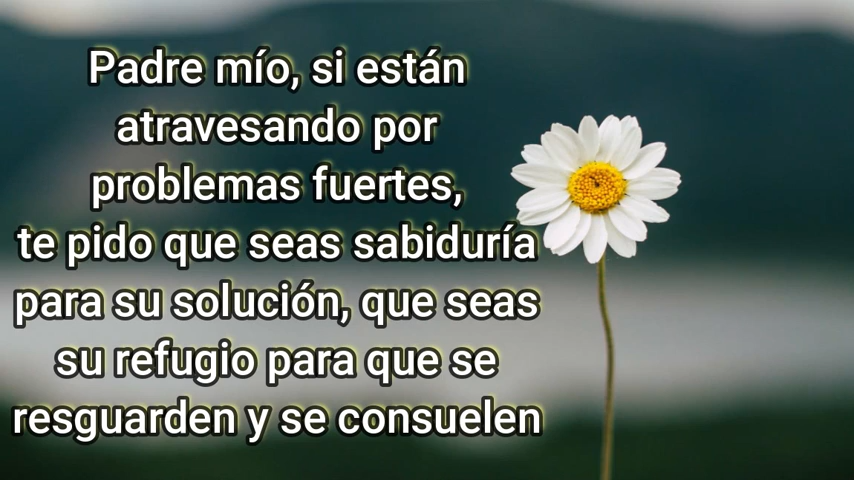 Padre mío, si están
atravesando por
problemas fuertes,
te pido que seas sabiduría
para su solución, que seas
su refugio para que se
resguarden y se consuelen